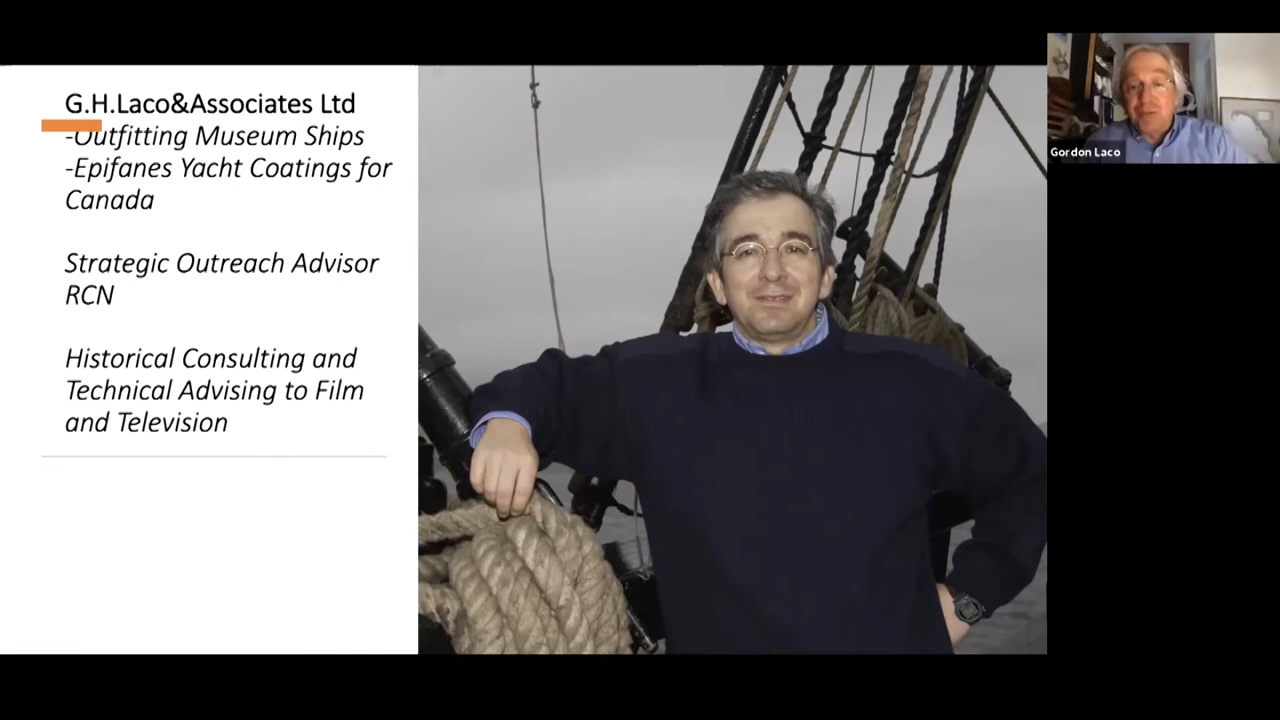 G.H.Laco&Associates Ltd
-Outfitting Museum Ships
-Epifanes Yacht Coatings for
Canada
Strategic Outreach Advisor
RCN
Historical Consulting and
Technical Advising to Film
and Television
Gordon Laco